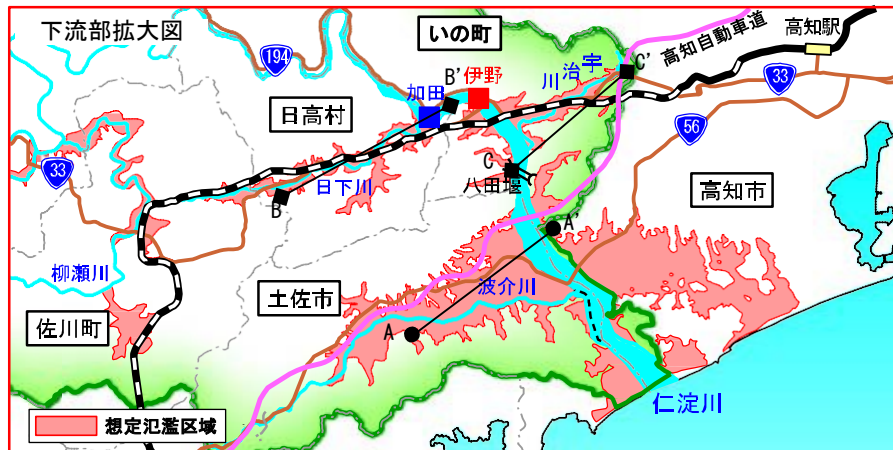 下流部拡大図
いの町
高知自動車道
高知駅
194
B'
伊野
加田
宇治川
C'
33
日高村
56
33
日下川
B
C
八田堰
高知市
A'
柳瀬川
土佐市
波介川
佐川町
A
仁淀川
想定氾濫区域